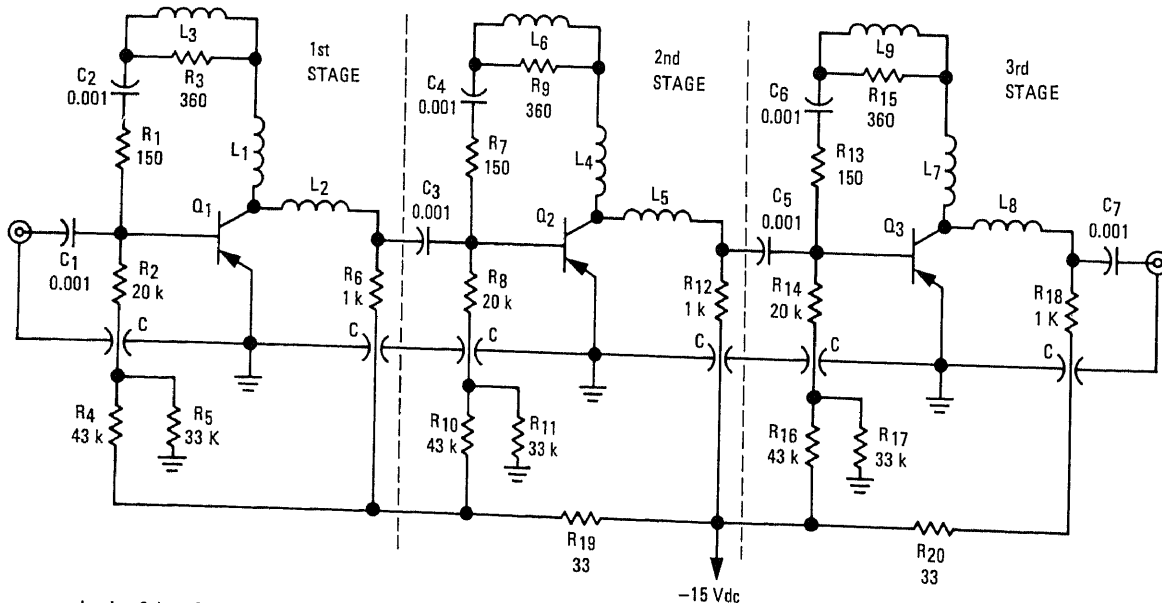 L3
R3
360
C2
0.001
R1
150
L1
1st
STAGE
Q1
L2
C1
0.001
R2
20 k
R6
1 k
C
C
R4
43 k
R5
33 K
L6
R9
360
C4
0.001
R7
150
L4
2nd
STAGE
C3
0.001
Q2
L5
R8
20 k
R12
1 k
C
C
R10
43 k
R11
33 k
R19
33
L9
R15
360
C6
0.001
R13
150
L7
3rd
STAGE
C5
0.001
Q3
L8
C7
0.001
R14
20 k
R18
1 K
C
C
R16
43 k
R17
33 k
R20
33
−15 Vdc